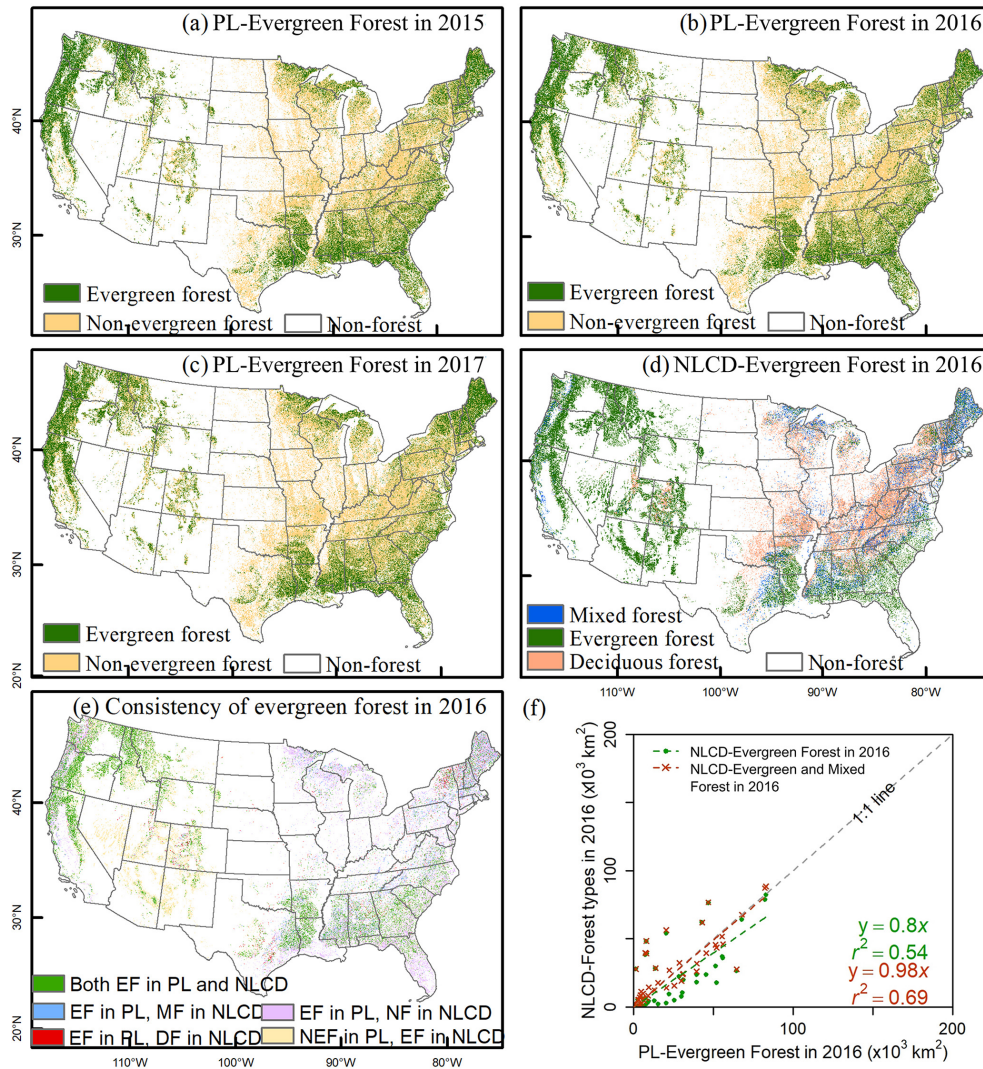 (a) PL-Evergreen Forest in 2015
40°N
30°N
Evergreen forest
Non-evergreen forest
Non-forest
(b) PL-Evergreen Forest in 2016
Evergreen forest
Non-evergreen forest
Non-forest
(c) PL-Evergreen Forest in 2017
40°N
30°N
20°N
Evergreen forest
Non-evergreen forest
Non-forest
(d) NLCD-Evergreen Forest in 2016
Mixed forest
Evergreen forest
Deciduous forest
Non-forest
110°W 100°W 90°W 80°W
(e) Consistency of evergreen forest in 2016
40°N
30°N
20°N
Both EF in PL and NLCD
EF in PL, MF in NLCD
EF in PL, NF in NLCD
EF in PL, DF in NLCD
NEF in PL, EF in NLCD
110°W 100°W 90°W 80°W
(f)
NLCD-Forest types in 2016 (x10³ km²)
200
100
0
NLCD-Evergreen Forest in 2016
NLCD-Evergreen and Mixed
Forest in 2016
1:1 line
y = 0.8x
r² = 0.54
y = 0.98x
r² = 0.69
0 100 200
PL-Evergreen Forest in 2016 (x10³ km²)